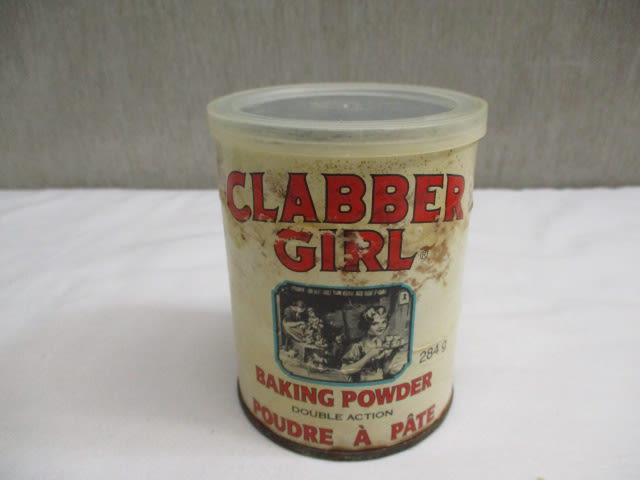 CLABBER
GIRL®
284 g
BAKING POWDER
DOUBLE ACTION
POUDRE À PÂTE